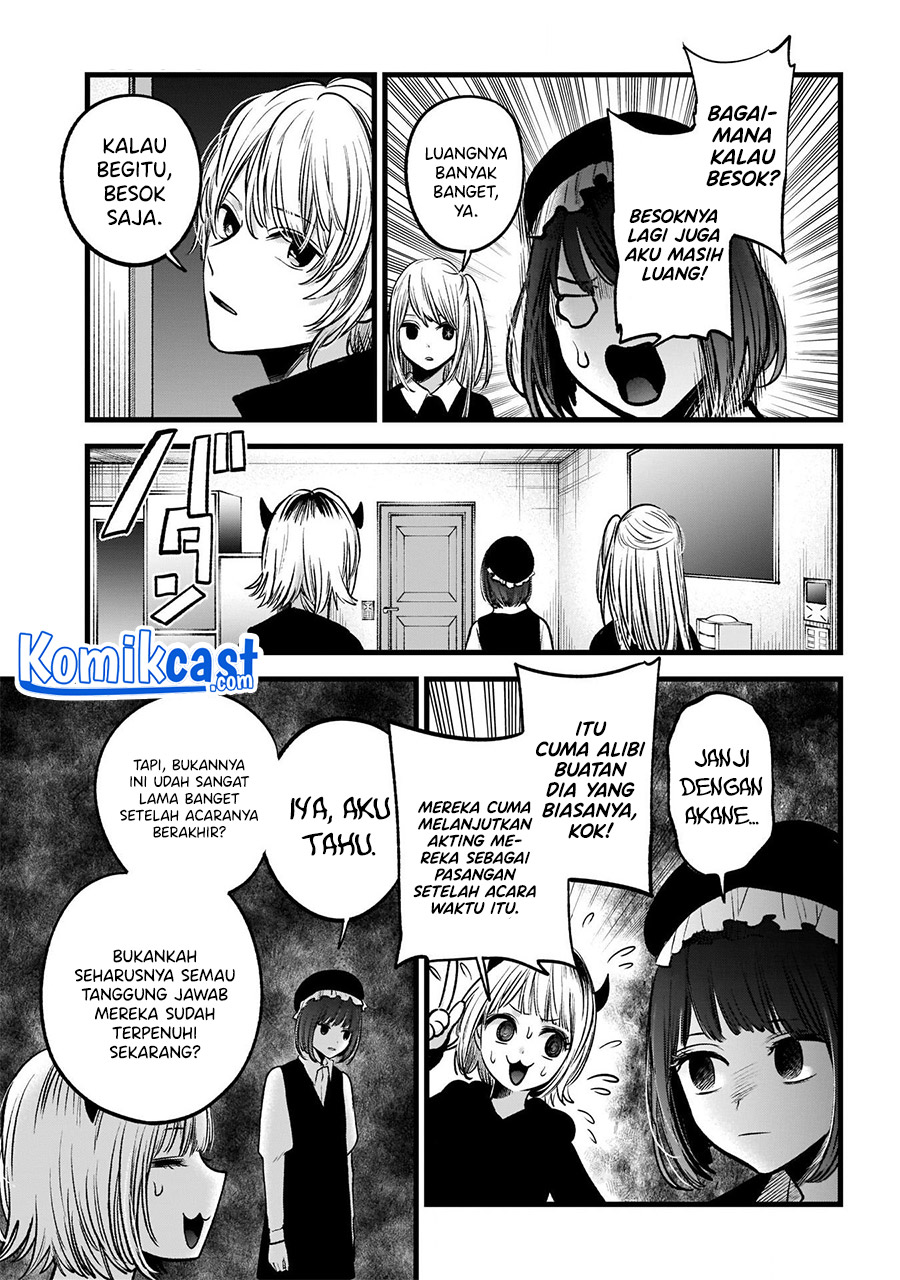 BAGAI-
MANA
KALAU
BESOK?
BESOKNYA
LAGI JUGA
AKU MASIH
LUANG!
LUANGNYA
BANYAK
BANGET,
YA.
KALAU
BEGITU,
BESOK
SAJA.
バタン
JANJI
DENGAN
AKANE...
ITU
CUMA ALIBI
BUATAN
DIA YANG
BIASANYA,
KOK!
MEREKA CUMA
MELANJUTKAN
AKTING ME-
REKA SEBAGAI
PASANGAN
SETELAH ACARA
WAKTU ITU.
IYA, AKU
TAHU.
TAPI, BUKANNYA
INI UDAH SANGAT
LAMA BANGET
SETELAH ACARANYA
BERAKHIR?
BUKANKAH
SEHARUSNYA SEMAU
TANGGUNG JAWAB
MEREKA SUDAH
TERPENUHI
SEKARANG?
Komikcast
.com